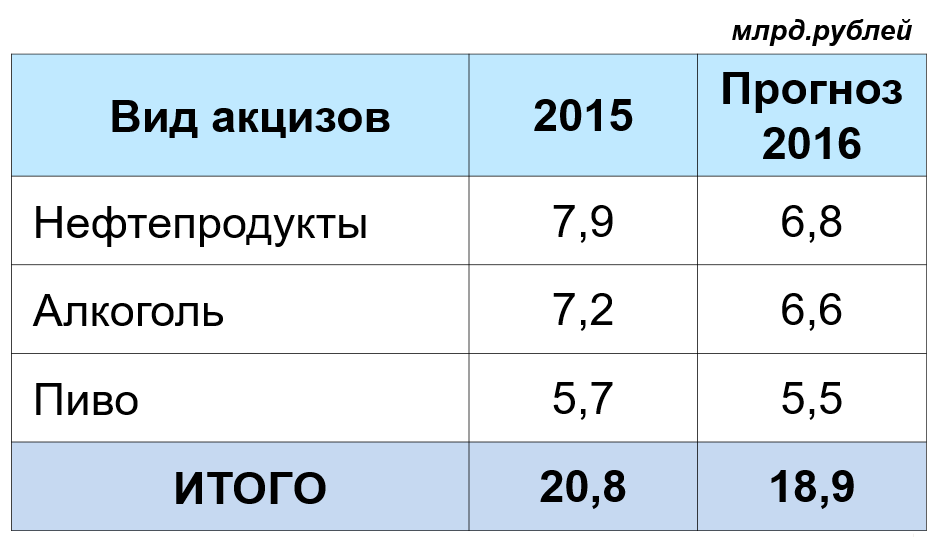 млрд.рублей
Вид акцизов 2015 Прогноз 2016
Нефтепродукты 7,9 6,8
Алкоголь 7,2 6,6
Пиво 5,7 5,5
ИТОГО 20,8 18,9